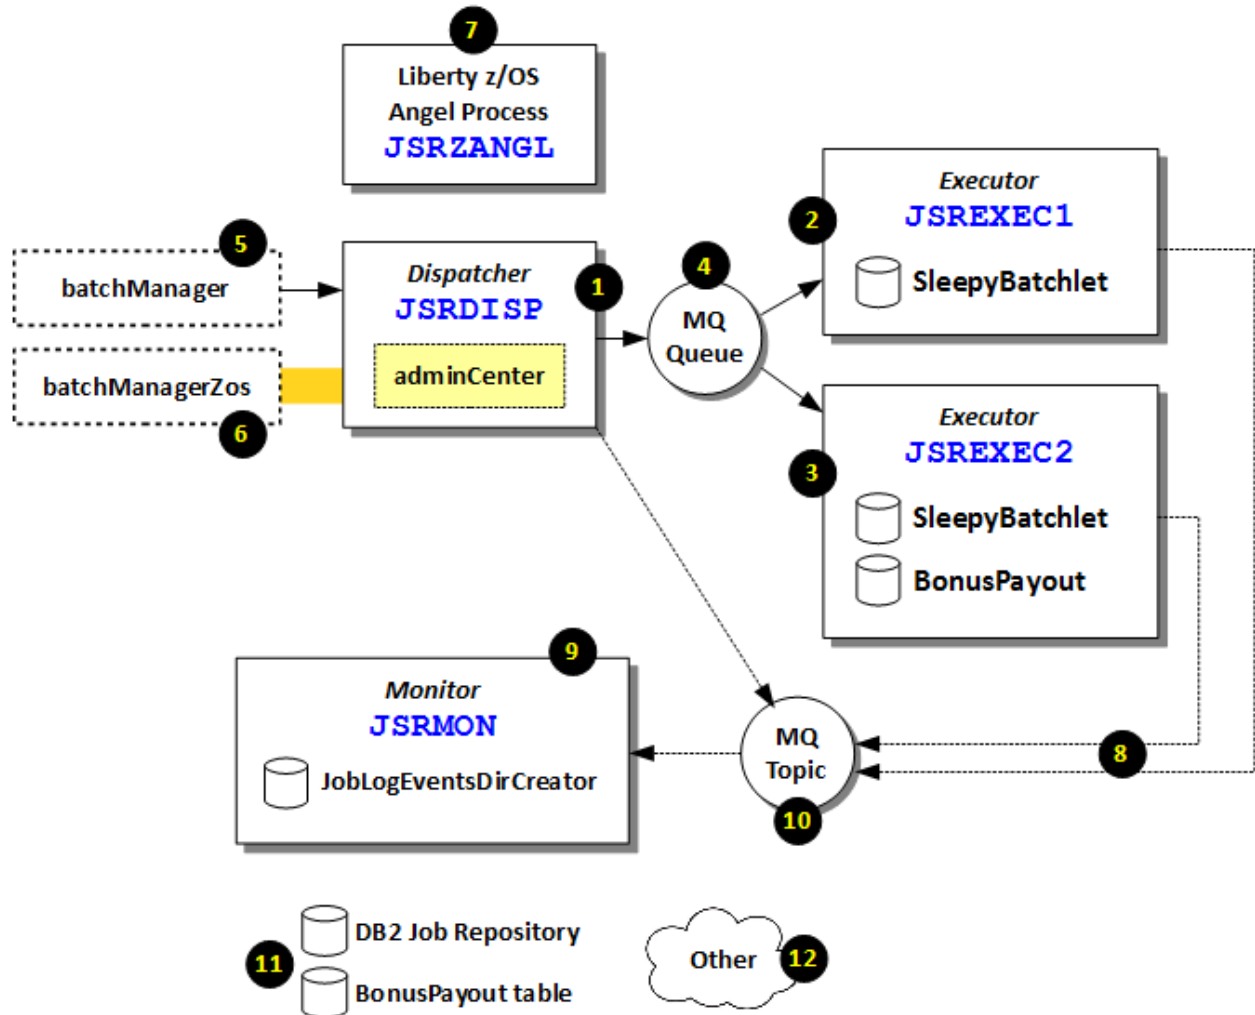 7
Liberty z/OS
Angel Process
JSRZANGL
5
batchManager
batchManagerZos
6
Dispatcher
JSRDISP
adminCenter
1
4
MQ
Queue
2
Executor
JSREXEC1
SleepyBatchlet
3
Executor
JSREXEC2
SleepyBatchlet
BonusPayout
9
Monitor
JSRMON
JobLogEventsDirCreator
MQ
Topic
8
10
11
DB2 Job Repository
BonusPayout table
Other
12